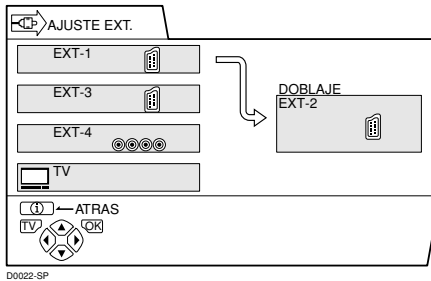 AJUSTE EXT.
EXT-1
EXT-3
EXT-4
TV
DOBLAJE
EXT-2
ATRAS
TV OK
D0022-SP